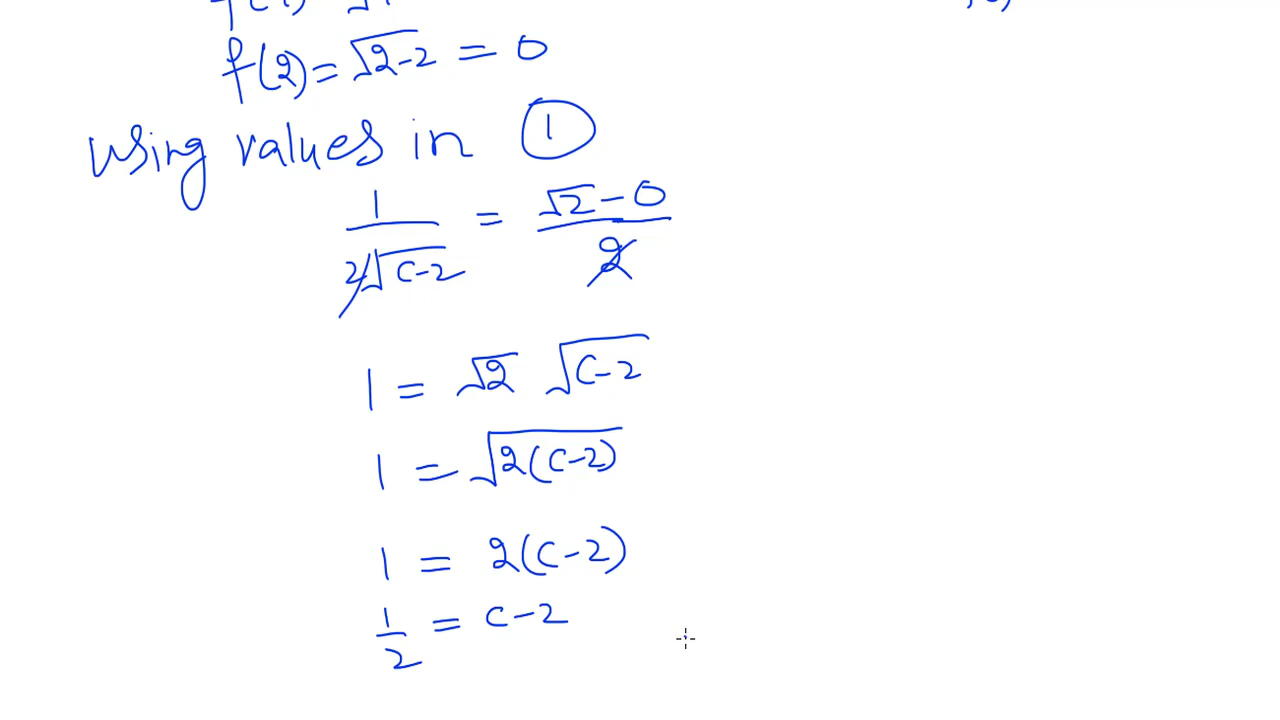 f(2) = √2-2 = 0
using values in ①
1/2√c-2 = √2 - 0/2
1 = √2 √c-2
1 = √2(c-2)
1 = 2(c-2)
1/2 = c-2